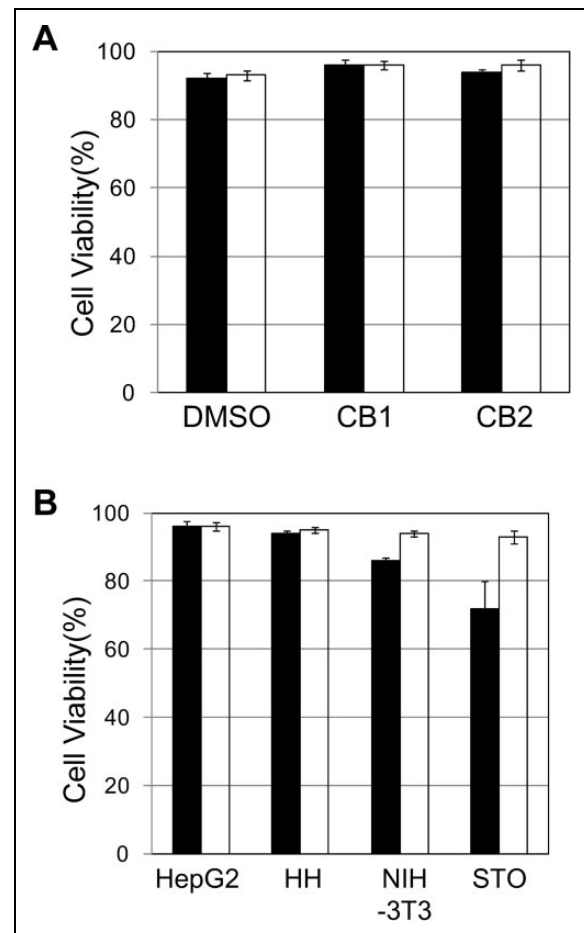 A
Cell Viability(%)
100
80
60
40
20
0
DMSO CB1 CB2
B
Cell Viability(%)
100
80
60
40
20
0
HepG2 HH NIH STO
-3T3